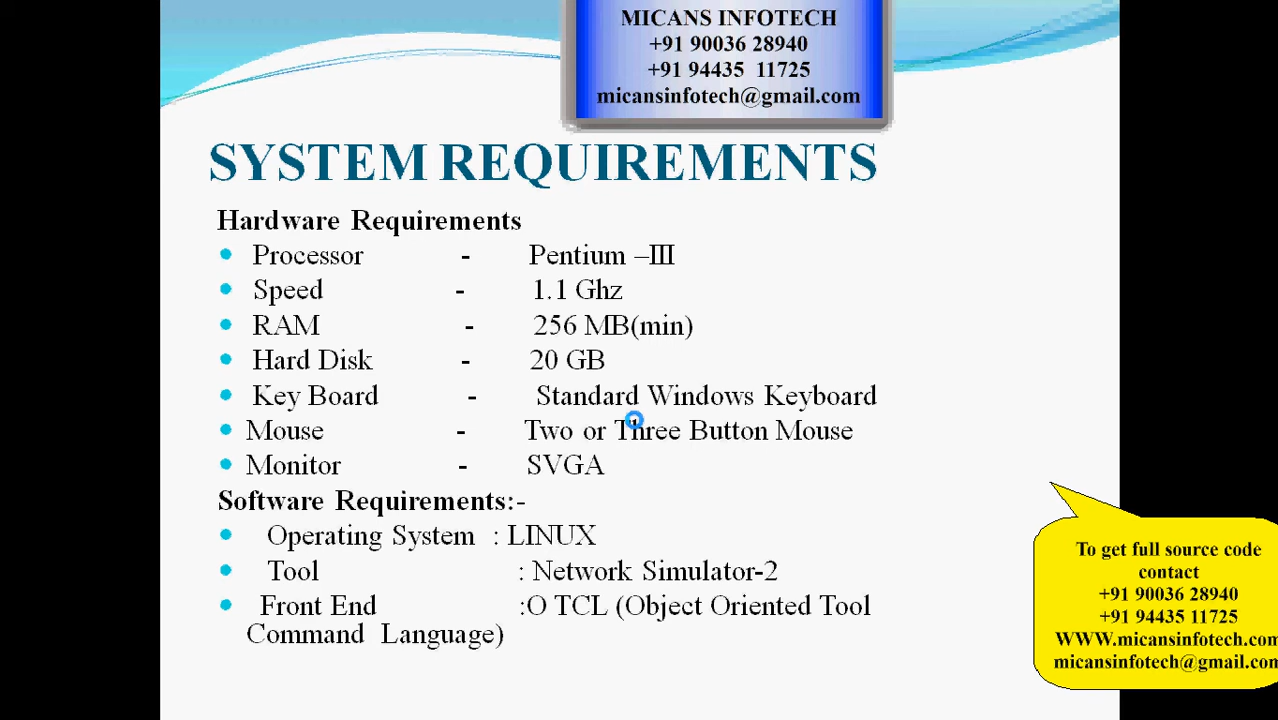 MICANS INFOTECH
+91 90036 28940
+91 94435 11725
micansinfotech@gmail.com
SYSTEM REQUIREMENTS
Hardware Requirements
Processor - Pentium –III
Speed - 1.1 Ghz
RAM - 256 MB(min)
Hard Disk - 20 GB
Key Board - Standard Windows Keyboard
Mouse - Two or Three Button Mouse
Monitor - SVGA
Software Requirements:-
Operating System : LINUX
Tool : Network Simulator-2
Front End :O TCL (Object Oriented Tool
Command Language)
To get full source code
contact
+91 90036 28940
+91 94435 11725
WWW.micansinfotech.com
micansinfotech@gmail.com